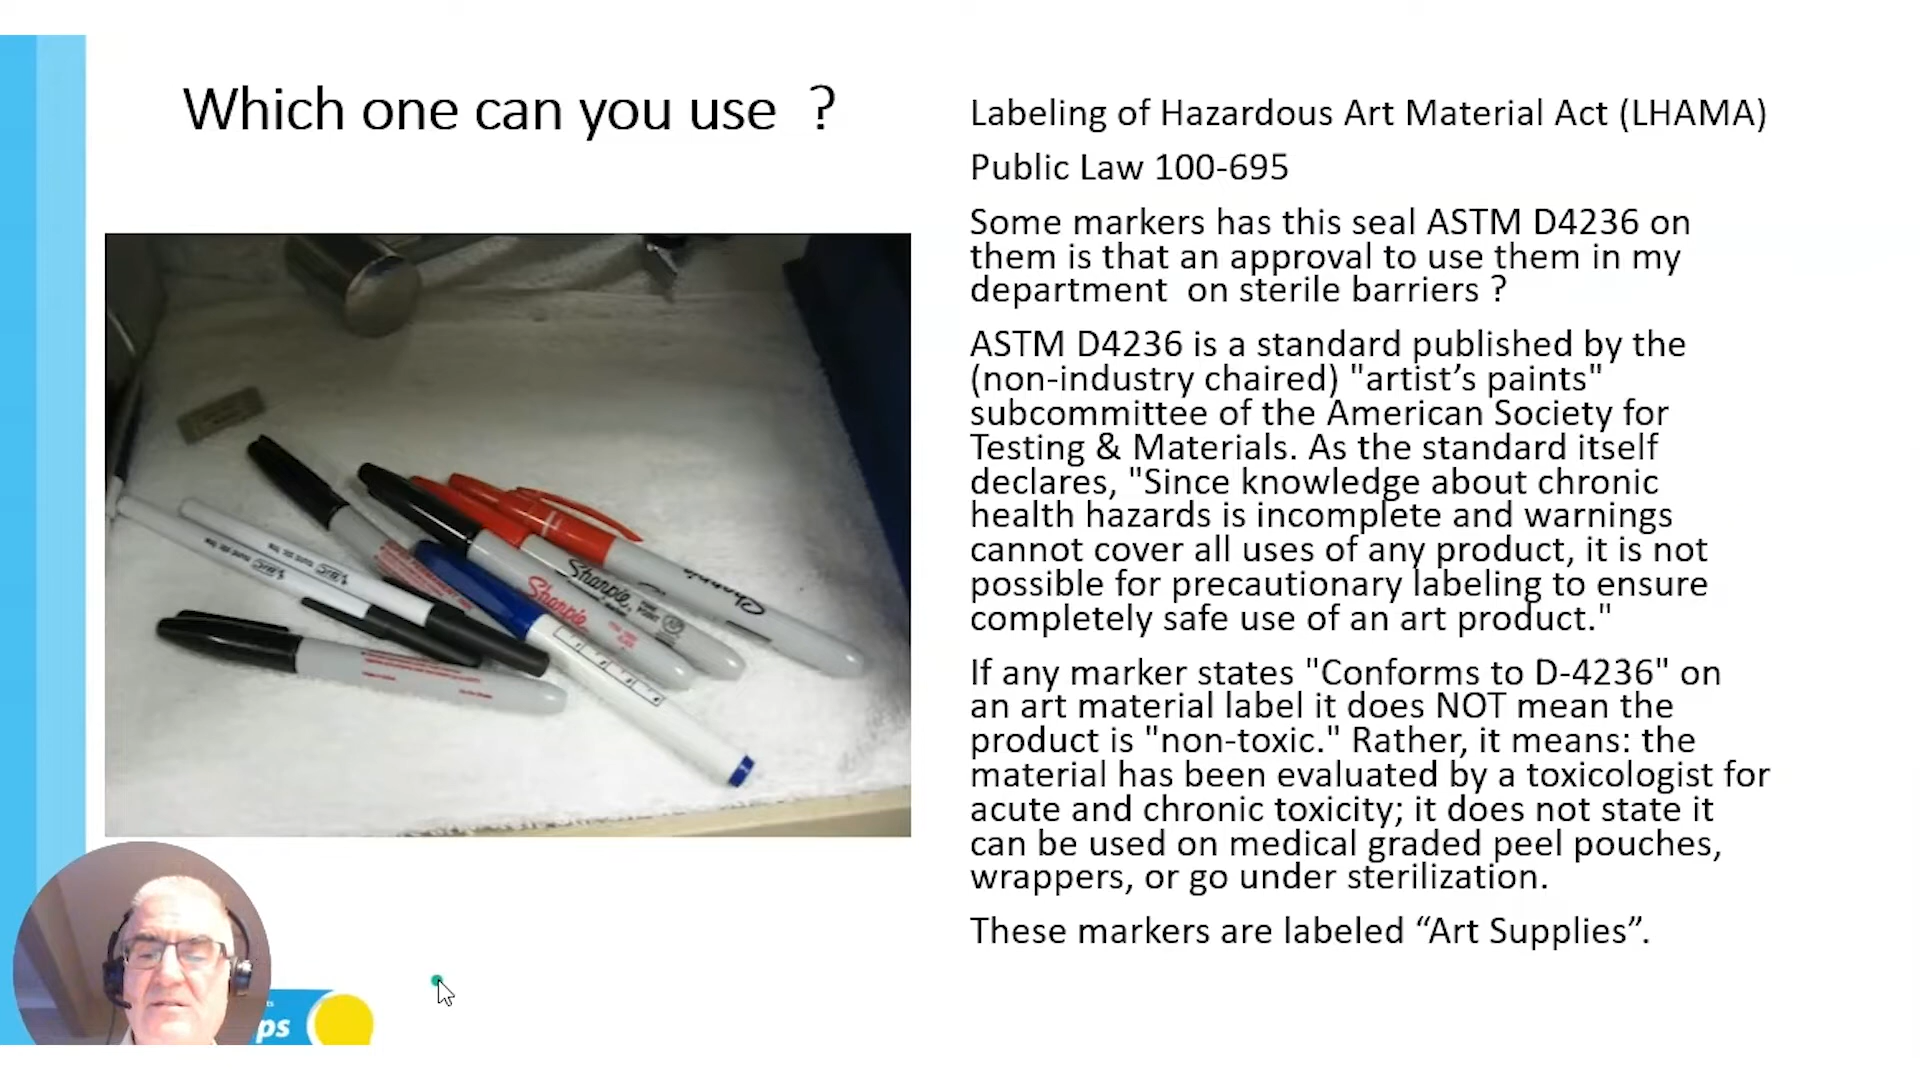 Which one can you use ?
Labeling of Hazardous Art Material Act (LHAMA)
Public Law 100-695
Some markers has this seal ASTM D4236 on
them is that an approval to use them in my
department on sterile barriers ?
ASTM D4236 is a standard published by the
(non-industry chaired) "artist’s paints"
subcommittee of the American Society for
Testing & Materials. As the standard itself
declares, "Since knowledge about chronic
health hazards is incomplete and warnings
cannot cover all uses of any product, it is not
possible for precautionary labeling to ensure
completely safe use of an art product."
If any marker states "Conforms to D-4236" on
an art material label it does NOT mean the
product is "non-toxic." Rather, it means: the
material has been evaluated by a toxicologist for
acute and chronic toxicity; it does not state it
can be used on medical graded peel pouches,
wrappers, or go under sterilization.
These markers are labeled “Art Supplies”.
Sharpie
Sharpie
Sharpie
BIC
BIC
ps